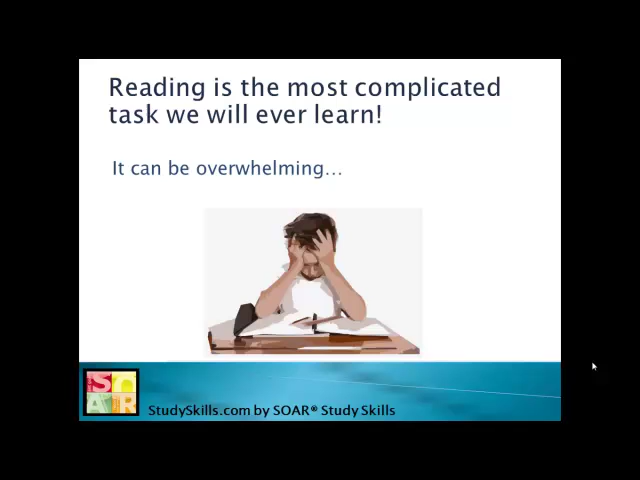 Reading is the most complicated
task we will ever learn!
It can be overwhelming…
SOAR
StudySkills.com by SOAR® Study Skills